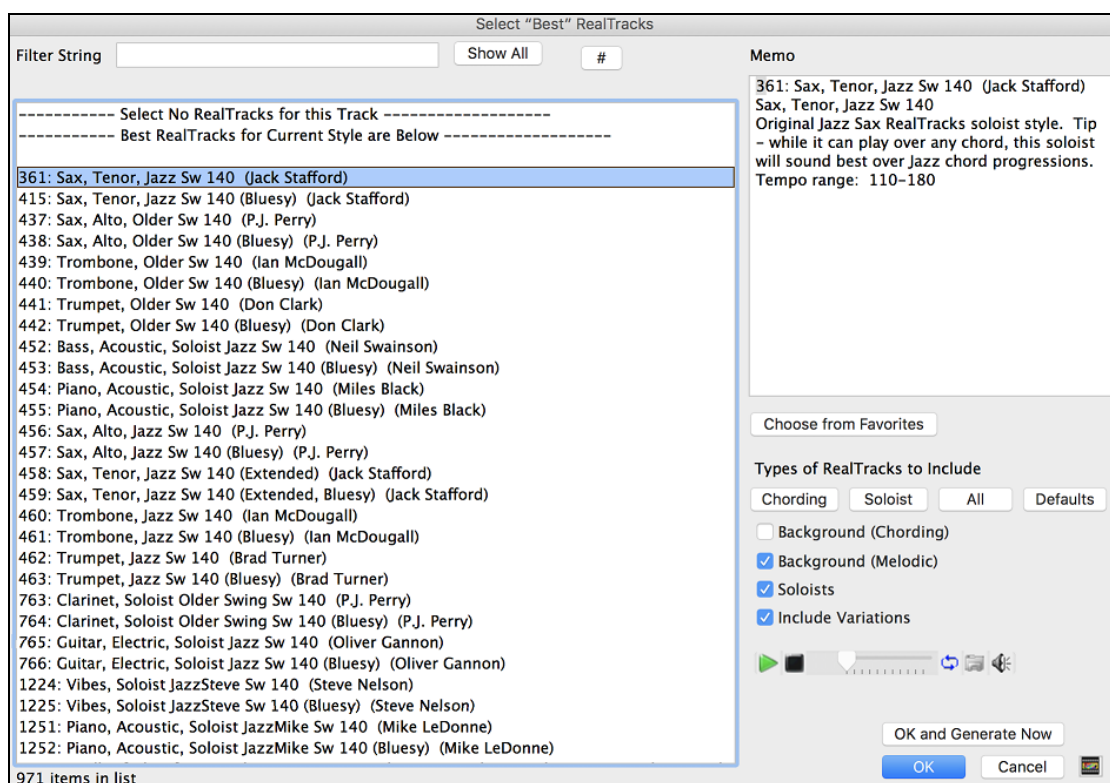 Select “Best” RealTracks
Filter String
Show All
#
----------- Select No RealTracks for this Track -------------------
----------- Best RealTracks for Current Style are Below -------------------
361: Sax, Tenor, Jazz Sw 140 (Jack Stafford)
415: Sax, Tenor, Jazz Sw 140 (Bluesy) (Jack Stafford)
437: Sax, Alto, Older Sw 140 (P.J. Perry)
438: Sax, Alto, Older Sw 140 (Bluesy) (P.J. Perry)
439: Trombone, Older Sw 140 (Ian McDougall)
440: Trombone, Older Sw 140 (Bluesy) (Ian McDougall)
441: Trumpet, Older Sw 140 (Don Clark)
442: Trumpet, Older Sw 140 (Bluesy) (Don Clark)
452: Bass, Acoustic, Soloist Jazz Sw 140 (Neil Swainson)
453: Bass, Acoustic, Soloist Jazz Sw 140 (Bluesy) (Neil Swainson)
454: Piano, Acoustic, Soloist Jazz Sw 140 (Miles Black)
455: Piano, Acoustic, Soloist Jazz Sw 140 (Bluesy) (Miles Black)
456: Sax, Alto, Jazz Sw 140 (P.J. Perry)
457: Sax, Alto, Jazz Sw 140 (Bluesy) (P.J. Perry)
458: Sax, Tenor, Jazz Sw 140 (Extended) (Jack Stafford)
459: Sax, Tenor, Jazz Sw 140 (Extended, Bluesy) (Jack Stafford)
460: Trombone, Jazz Sw 140 (Ian McDougall)
461: Trombone, Jazz Sw 140 (Bluesy) (Ian McDougall)
462: Trumpet, Jazz Sw 140 (Brad Turner)
463: Trumpet, Jazz Sw 140 (Bluesy) (Brad Turner)
763: Clarinet, Soloist Older Swing Sw 140 (P.J. Perry)
764: Clarinet, Soloist Older Swing Sw 140 (Bluesy) (P.J. Perry)
765: Guitar, Electric, Soloist Jazz Sw 140 (Oliver Gannon)
766: Guitar, Electric, Soloist Jazz Sw 140 (Bluesy) (Oliver Gannon)
1224: Vibes, Soloist JazzSteve Sw 140 (Steve Nelson)
1225: Vibes, Soloist JazzSteve Sw 140 (Bluesy) (Steve Nelson)
1251: Piano, Acoustic, Soloist JazzMike Sw 140 (Mike LeDonne)
1252: Piano, Acoustic, Soloist JazzMike Sw 140 (Bluesy) (Mike LeDonne)
971 items in list
Memo
361: Sax, Tenor, Jazz Sw 140 (Jack Stafford)
Sax, Tenor, Jazz Sw 140
Original Jazz Sax RealTracks soloist style. Tip
– while it can play over any chord, this soloist
will sound best over Jazz chord progressions.
Tempo range: 110–180
Choose from Favorites
Types of RealTracks to Include
Chording Soloist All Defaults
Background (Chording)
Background (Melodic)
Soloists
Include Variations
OK and Generate Now
OK Cancel